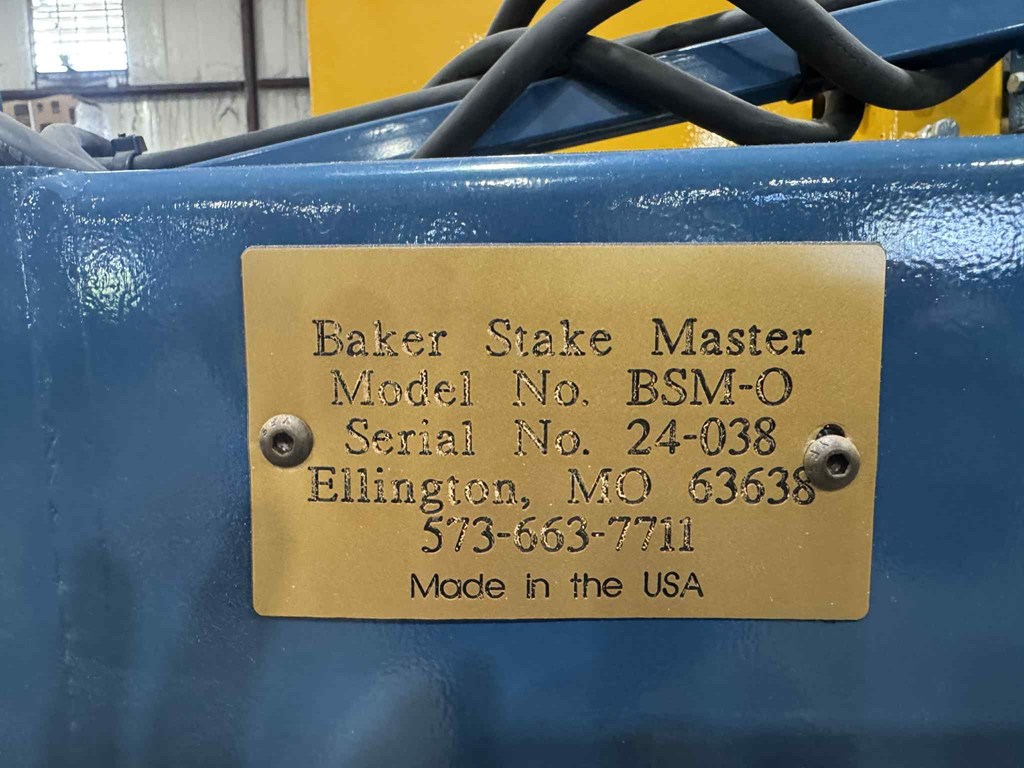 Baker Stake Master
Model No. BSM-O
Serial No. 24-038
Ellington, MO 63638
573-663-7711
Made in the USA